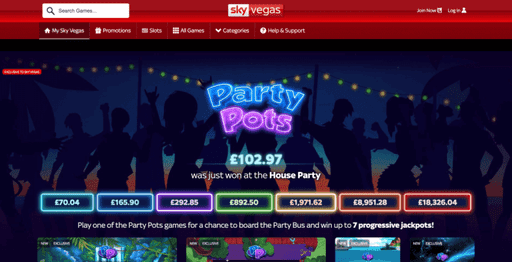 Search Games...
sky vegas
Join Now
Log In
My Sky Vegas
Promotions
Slots
All Games
Categories
Help & Support
EXCLUSIVE TO SKY VEGAS
Party
Pots
£102.97
was just won at the House Party
£70.04 £165.90 £292.85 £892.50 £1,971.62 £8,951.28 £18,326.04
Play one of the Party Pots games for a chance to board the Party Bus and win up to 7 progressive jackpots!
NEW EXCLUSIVE NEW EXCLUSIVE NEW EXCLUSIVE NEW EXCLUSIVE